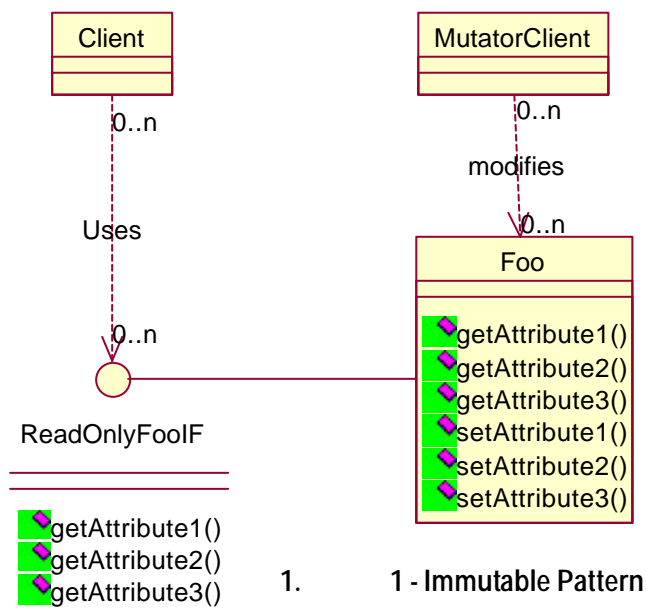 Client
MutatorClient
0..n
0..n
modifies
Uses
0..n
Foo
0..n
getAttribute1()
getAttribute2()
getAttribute3()
setAttribute1()
setAttribute2()
setAttribute3()
ReadOnlyFooIF
getAttribute1()
getAttribute2()
getAttribute3()
1. 1 - Immutable Pattern